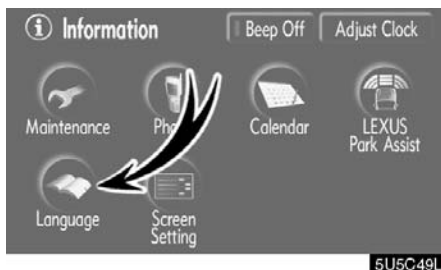 i Information
Beep Off
Adjust Clock
Maintenance
Calendar
LEXUS
Park Assist
Language
Screen
Setting
5U5C49I